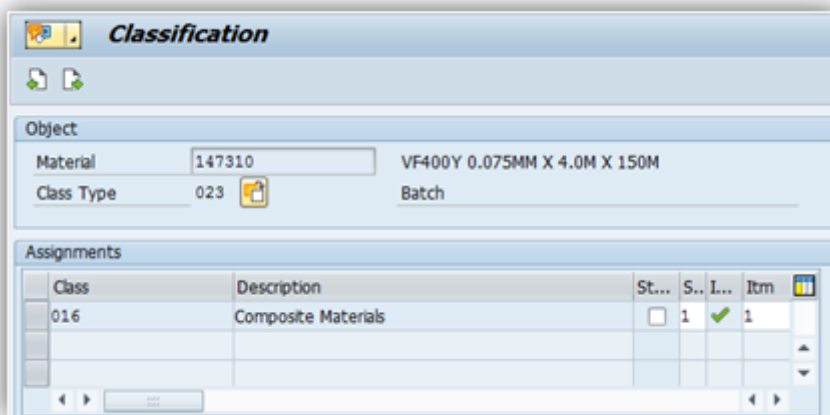 Classification
Object
Material 147310 VF400Y 0.075MM X 4.0M X 150M
Class Type 023 Batch
Assignments
Class Description St... S.. I... Itm
016 Composite Materials 1 1